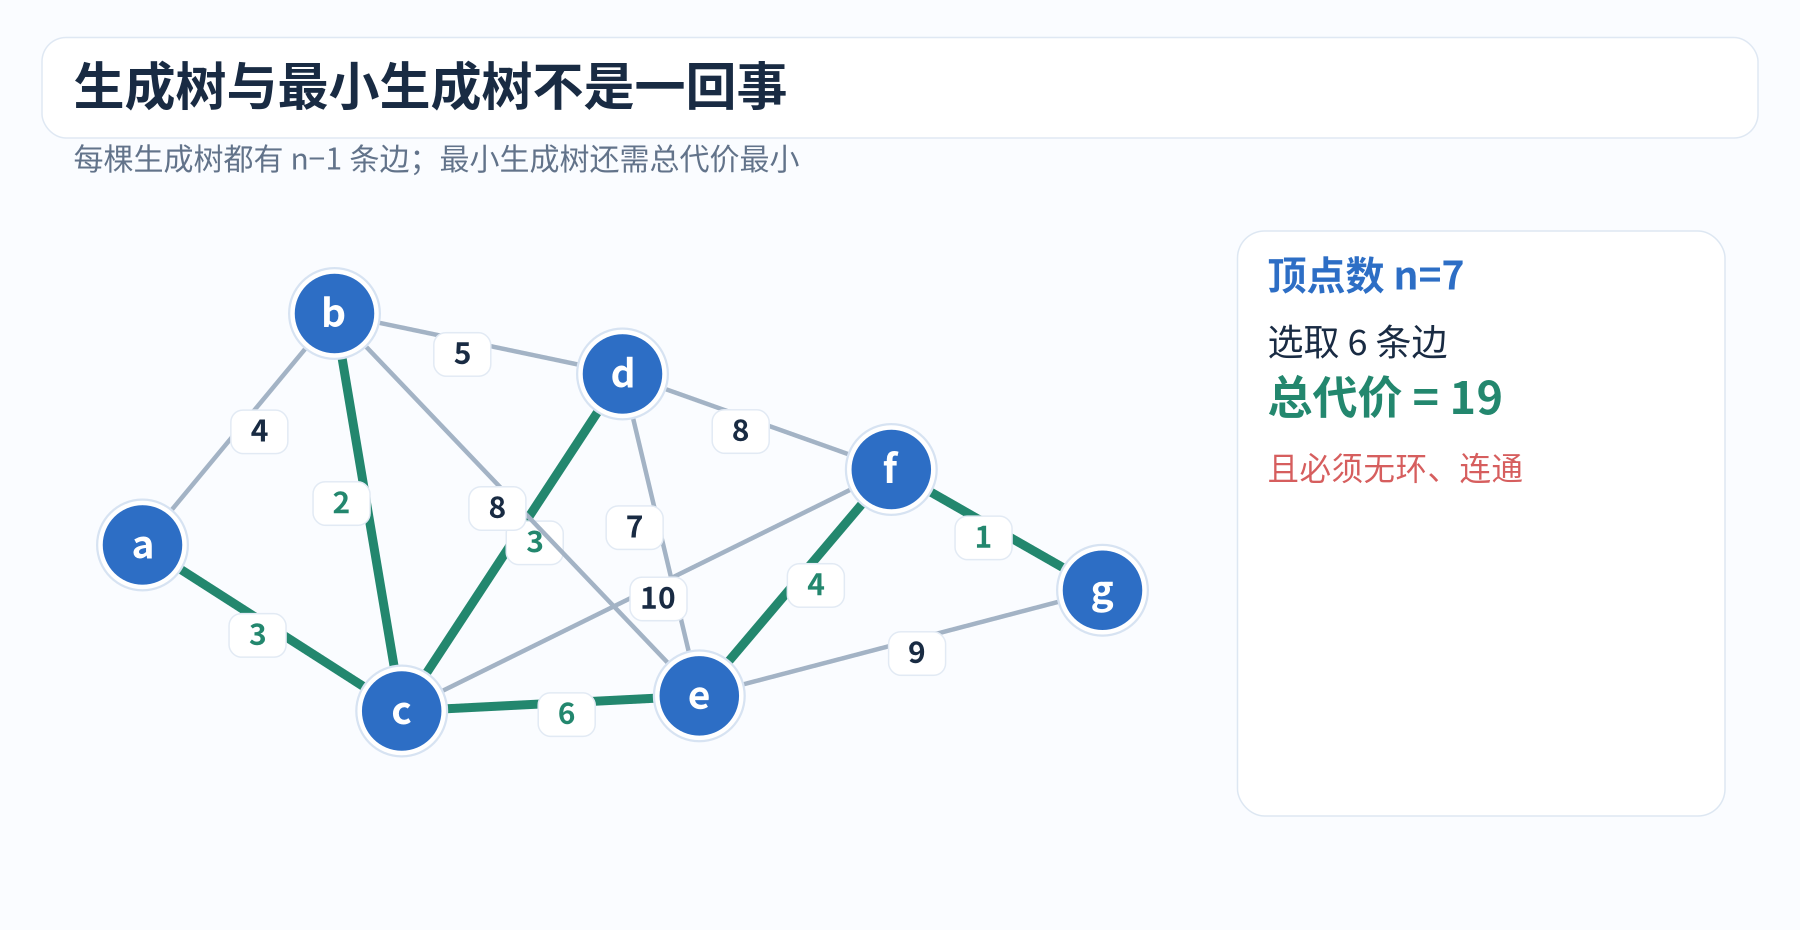 生成树与最小生成树不是一回事
每棵生成树都有 n−1 条边；最小生成树还需总代价最小
顶点数 n=7
选取 6 条边
总代价 = 19
且必须无环、连通
b
5
d
4
8
f
2
8
7
3
1
a
10
4
g
3
9
c
6
e